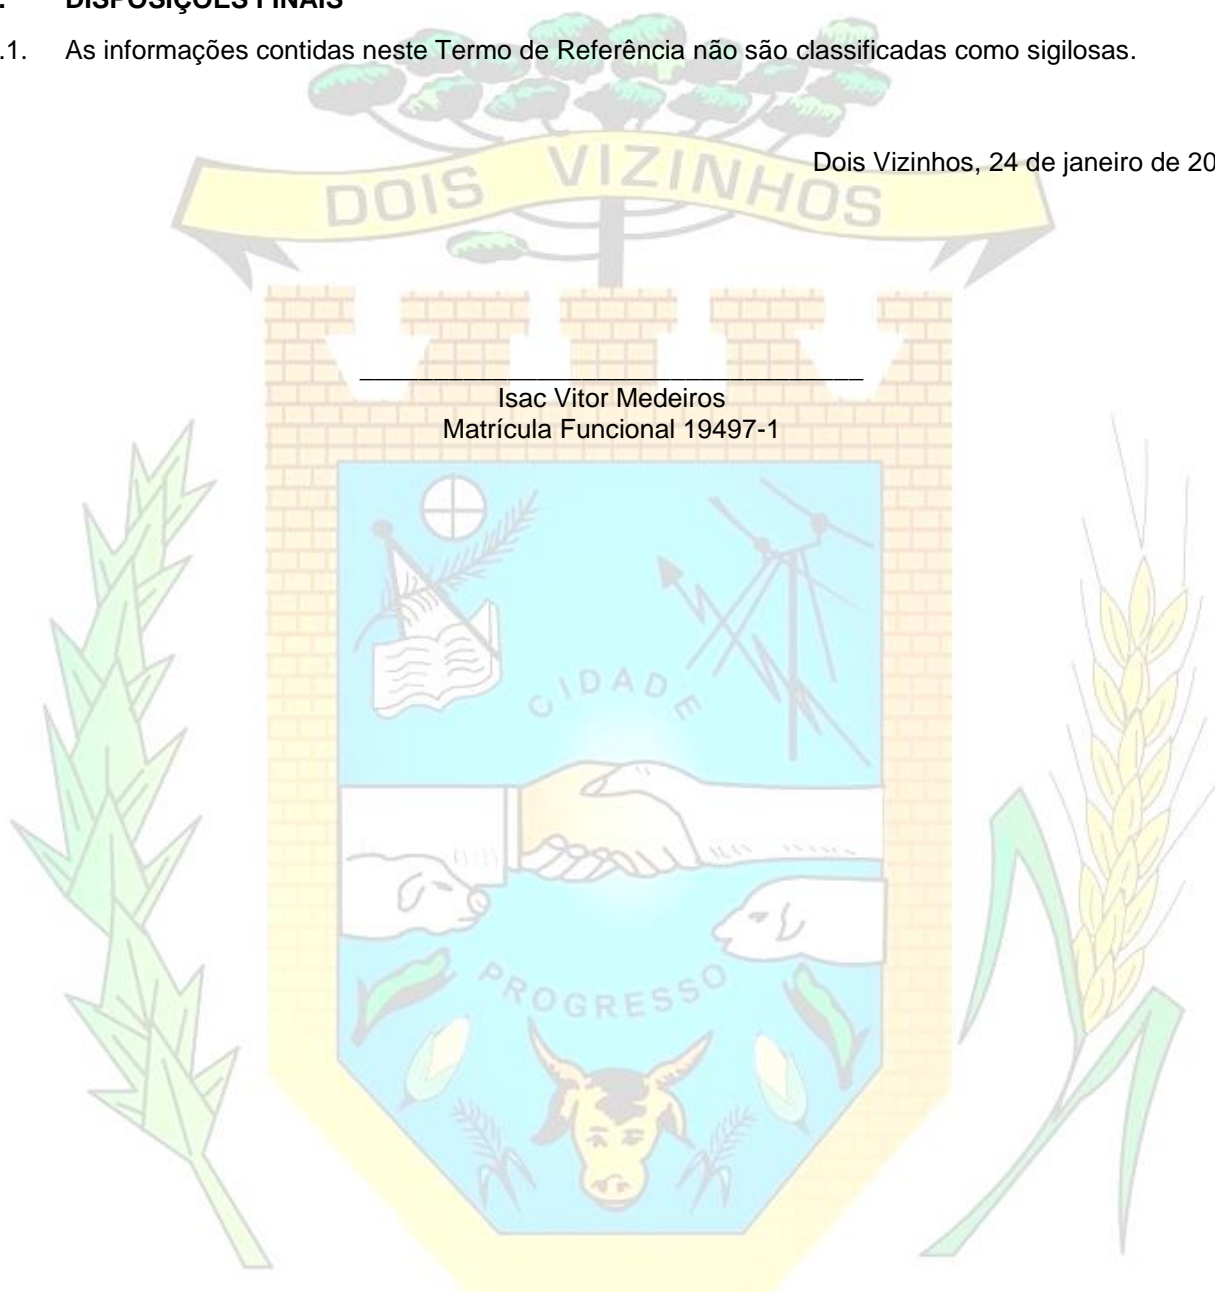 DISPOSIÇÕES FINAIS
.1. As informações contidas neste Termo de Referência não são classificadas como sigilosas.
DOIS VIZINHOS
Dois Vizinhos, 24 de janeiro de 20
Isac Vitor Medeiros
Matrícula Funcional 19497-1
CIDADE
PROGRESSO